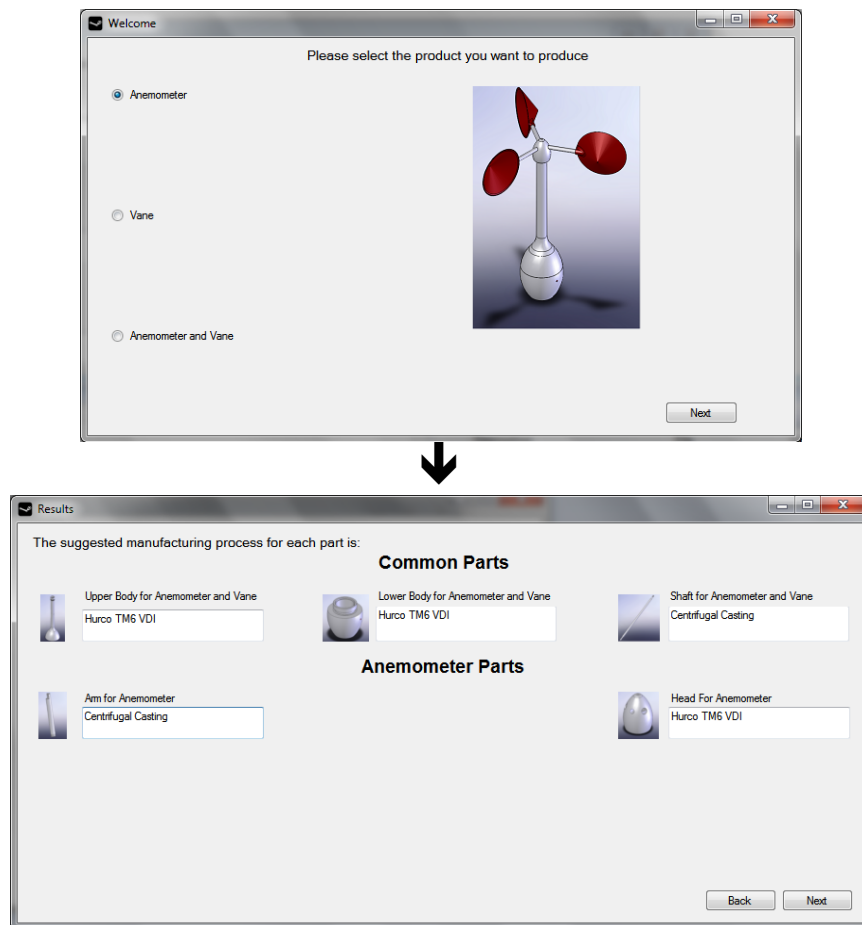 Welcome
Please select the product you want to produce
Anemometer
Vane
Anemometer and Vane
Next
Results
The suggested manufacturing process for each part is:
Common Parts
Upper Body for Anemometer and Vane
Hurco TM6 VDI
Lower Body for Anemometer and Vane
Hurco TM6 VDI
Shaft for Anemometer and Vane
Centrifugal Casting
Anemometer Parts
Arm for Anemometer
Centrifugal Casting
Head For Anemometer
Hurco TM6 VDI
Back
Next